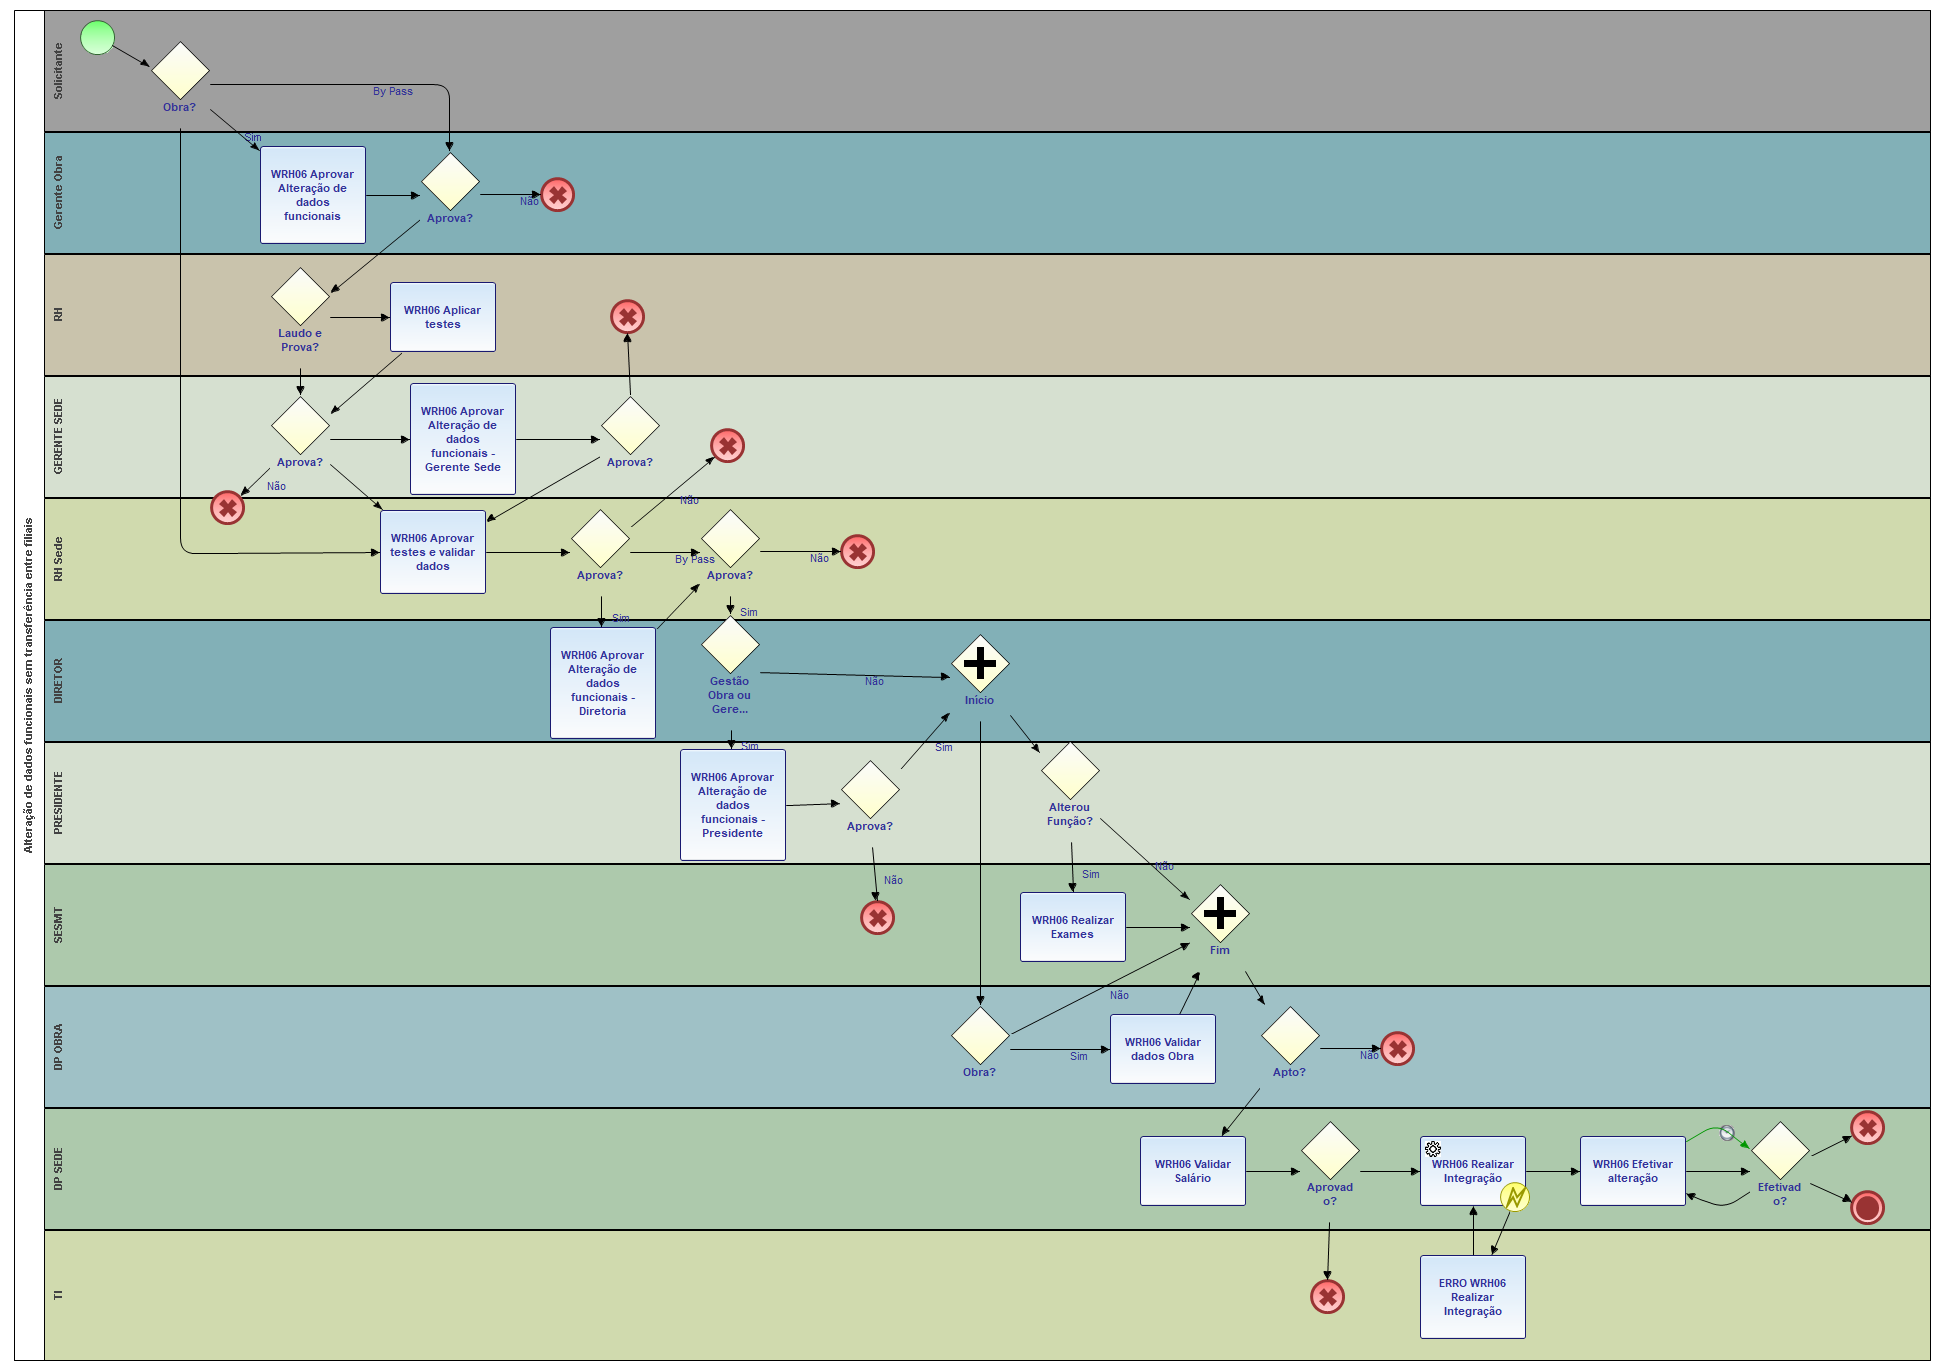 Alteração de dados funcionais sem transferência entre filiais
Solicitante
Obra?
By Pass
Sim
Gerente Obra
WRH06 Aprovar
Alteração de
dados
funcionais
Aprova?
Não
RH
Laudo e
Prova?
WRH06 Aplicar
testes
GERENTE SEDE
Aprova?
Não
WRH06 Aprovar
Alteração de
dados
funcionais -
Gerente Sede
Aprova?
Não
RH Sede
WRH06 Aprovar
testes e validar
dados
Aprova?
By Pass
Aprova?
Não
Sim
Sim
DIRETOR
WRH06 Aprovar
Alteração de
dados
funcionais -
Diretoria
Gestão
Obra ou
Gere...
Não
Início
Sim
Sim
PRESIDENTE
WRH06 Aprovar
Alteração de
dados
funcionais -
Presidente
Aprova?
Alterou
Função?
Não
Sim
Não
SESMT
WRH06 Realizar
Exames
Fim
Não
DP OBRA
Obra?
Sim
WRH06 Validar
dados Obra
Apto?
Não
DP SEDE
WRH06 Validar
Salário
Aprovad
o?
WRH06 Realizar
Integração
WRH06 Efetivar
alteração
Efetivad
o?
TI
ERRO WRH06
Realizar
Integração